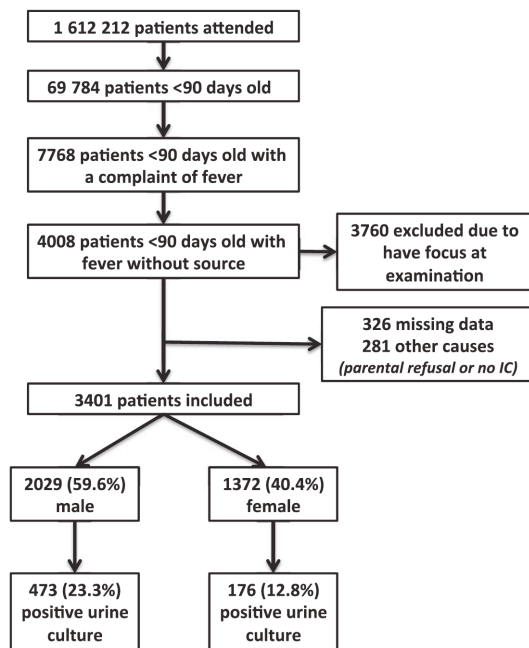 1 612 212 patients attended
69 784 patients <90 days old
7768 patients <90 days old with
a complaint of fever
4008 patients <90 days old with
fever without source
3760 excluded due to
have focus at
examination
326 missing data
281 other causes
(parental refusal or no IC)
3401 patients included
2029 (59.6%)
male
1372 (40.4%)
female
473 (23.3%)
positive urine
culture
176 (12.8%)
positive urine
culture